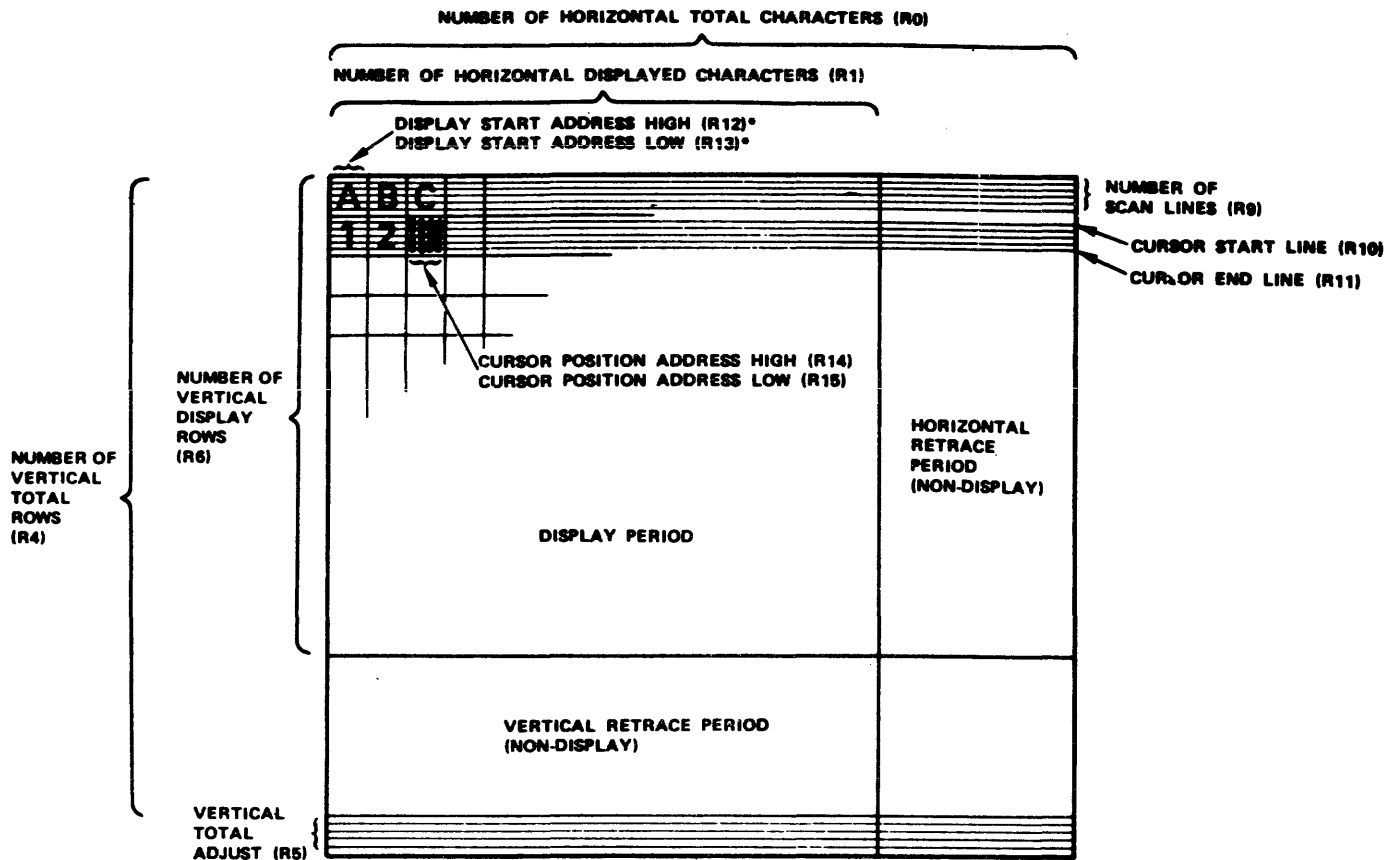 NUMBER OF HORIZONTAL TOTAL CHARACTERS (R0)
NUMBER OF HORIZONTAL DISPLAYED CHARACTERS (R1)
DISPLAY START ADDRESS HIGH (R12)*
DISPLAY START ADDRESS LOW (R13)*
A B C
1 2
NUMBER OF
SCAN LINES (R9)
CURSOR START LINE (R10)
CURSOR END LINE (R11)
CURSOR POSITION ADDRESS HIGH (R14)
CURSOR POSITION ADDRESS LOW (R15)
NUMBER OF
VERTICAL
DISPLAY
ROWS
(R6)
NUMBER OF
VERTICAL
TOTAL
ROWS
(R4)
HORIZONTAL
RETRACE
PERIOD
(NON-DISPLAY)
DISPLAY PERIOD
VERTICAL RETRACE PERIOD
(NON-DISPLAY)
VERTICAL
TOTAL
ADJUST (R5)